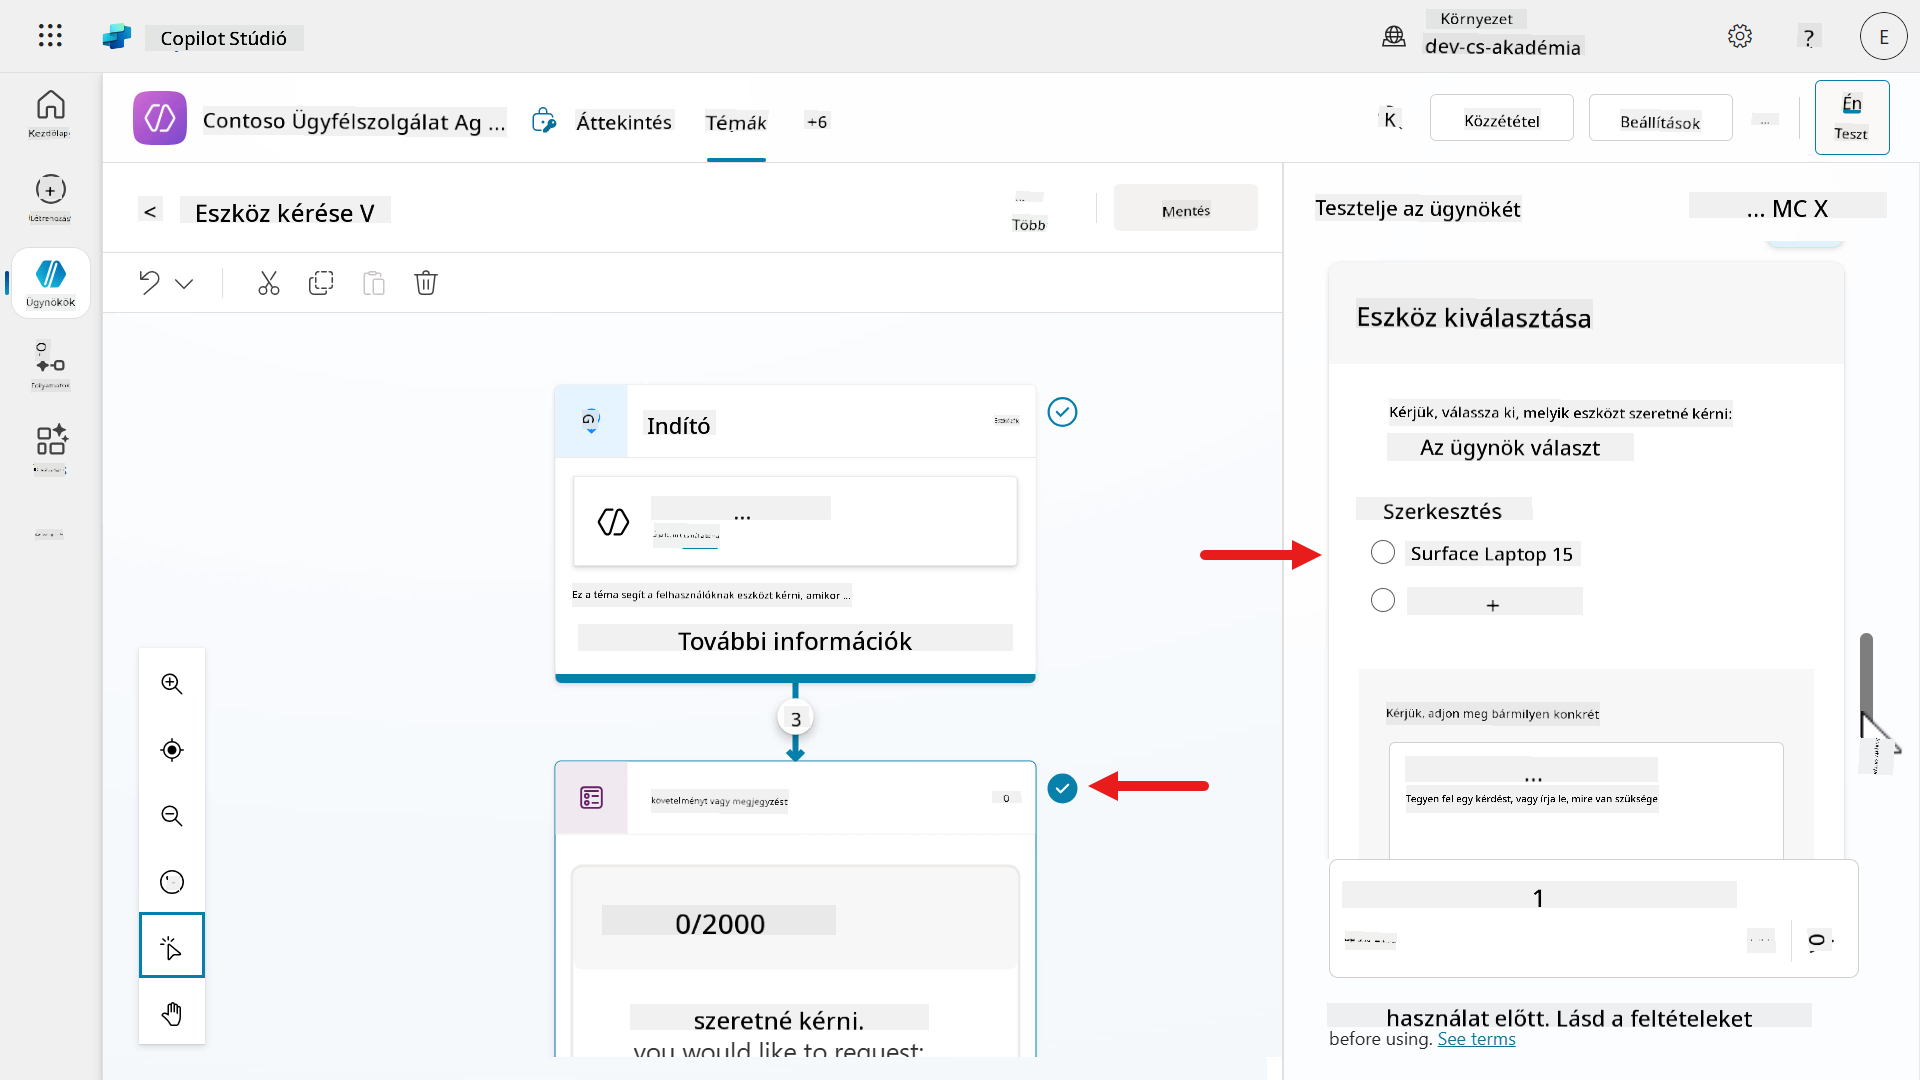 Copilot Stúdió
Környezet
dev-cs-akadémia
?
E
Kezdőlap
Létrehozás
Ügynökök
Folyamatok
Contoso Ügyfélszolgálat Ag ...
Áttekintés
Témák
+6
K
Közzététel
Beállítások
...
Én
Teszt
<
Eszköz kérése V
...
Több
Mentés
Indító
...
Ez a téma segít a felhasználóknak eszközt kérni, amikor ...
További információk
3
követelményt vagy megjegyzést
0
0/2000
szeretné kérni.
you would like to request:
Tesztelje az ügynökét
... MC X
Eszköz kiválasztása
Kérjük, válassza ki, melyik eszközt szeretné kérni:
Az ügynök választ
Szerkesztés
Surface Laptop 15
+
Kérjük, adjon meg bármilyen konkrét
...
Tegyen fel egy kérdést, vagy írja le, mire van szüksége
1
használat előtt. Lásd a feltételeket
before using. See terms